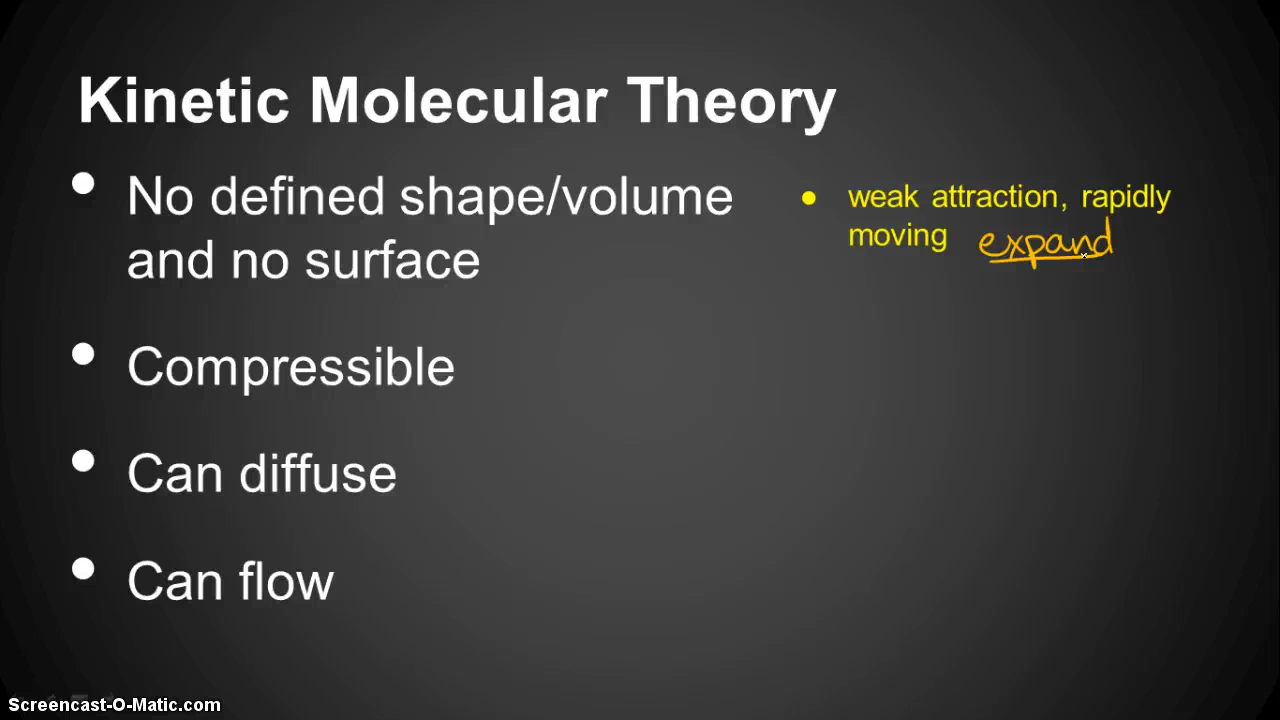 Kinetic Molecular Theory
• No defined shape/volume
and no surface
• weak attraction, rapidly
moving expand
• Compressible
• Can diffuse
• Can flow
Screencast-O-Matic.com